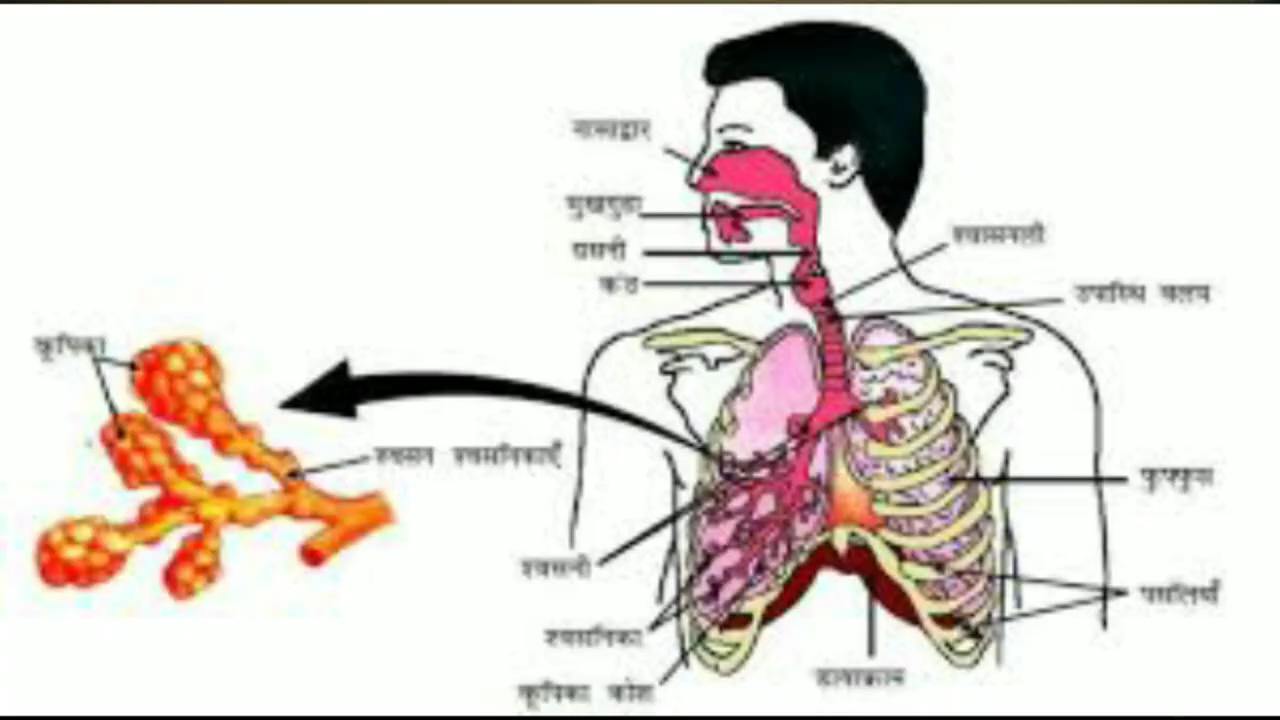 नासाद्वार
मुखगुहा
ग्रसनी
कंठ
श्वासनली
उपास्थि वलय
कूपिका
श्वसन श्वसनिकाएँ
फुफ्फुस
श्वसनी
पसलियाँ
श्वसनिका
डायाफ्राम
कूपिका कोश